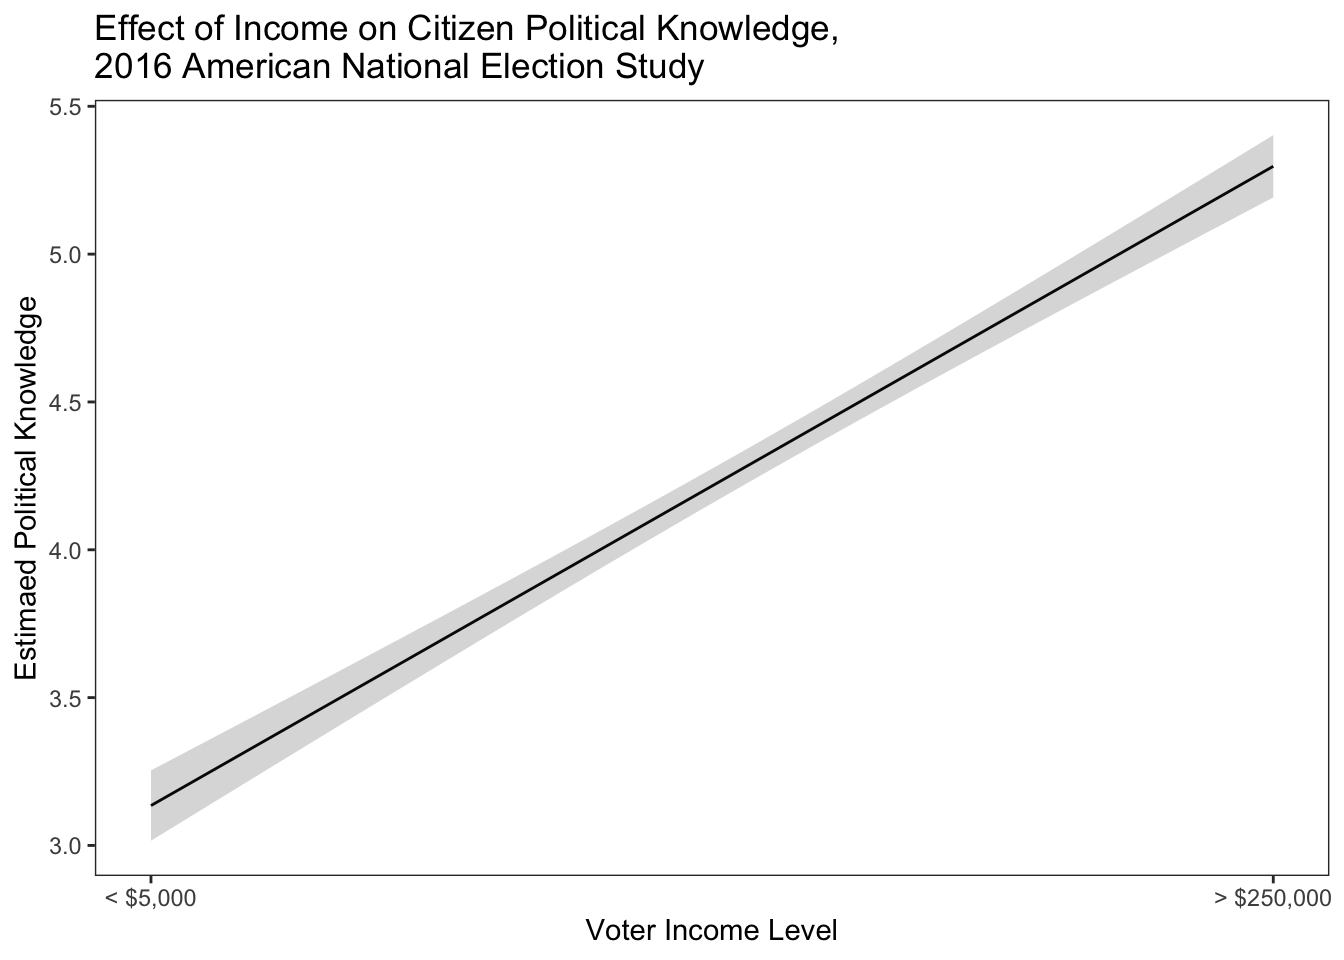 Effect of Income on Citizen Political Knowledge,
2016 American National Election Study
5.5
5.0
4.5
4.0
3.5
3.0
Estimaed Political Knowledge
< $5,000
> $250,000
Voter Income Level